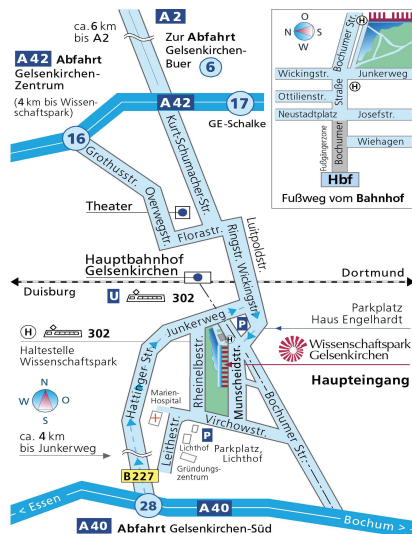 ca. 6 km
bis A2
A 2
Zur Abfahrt
Gelsenkirchen-
Buer
6
A 42 Abfahrt
Gelsenkirchen-
Zentrum
(4 km bis Wissen-
schaftspark)
A 42
17
GE-Schalke
16
Grothusstr.
Kurt-Schumacher-Str.
Overwegstr.
Theater
Florastr.
Ringstr.
Luitpoldstr.
Wickingstr.
Hauptbahnhof
Gelsenkirchen
Duisburg
Dortmund
U
302
H
302
Haltestelle
Wissenschaftspark
Junkerweg
P
H
Parkplatz
Haus Engelhardt
Wissenschaftspark
Gelsenkirchen
Haupteingang
N
W
O
S
Hattinger Str.
Rheinelbestr.
Munscheidstr.
Bochumer Str.
Marien-
Hospital
Virchowstr.
Leithestr.
P
Lichthof
Parkplatz,
Lichthof
Gründungs-
zentrum
ca. 4 km
bis Junkerweg
B227
28
< Essen
A 40
Bochum >
A 40 Abfahrt Gelsenkirchen-Süd
N
W
O
S
H
Bochumer Str.
Wickingstr.
Junkerweg
H
Ottilienstr.
Straße
Neustadtplatz
Josefstr.
Bochumer
Fußgängerzone
Wiehagen
Hbf
Fußweg vom Bahnhof